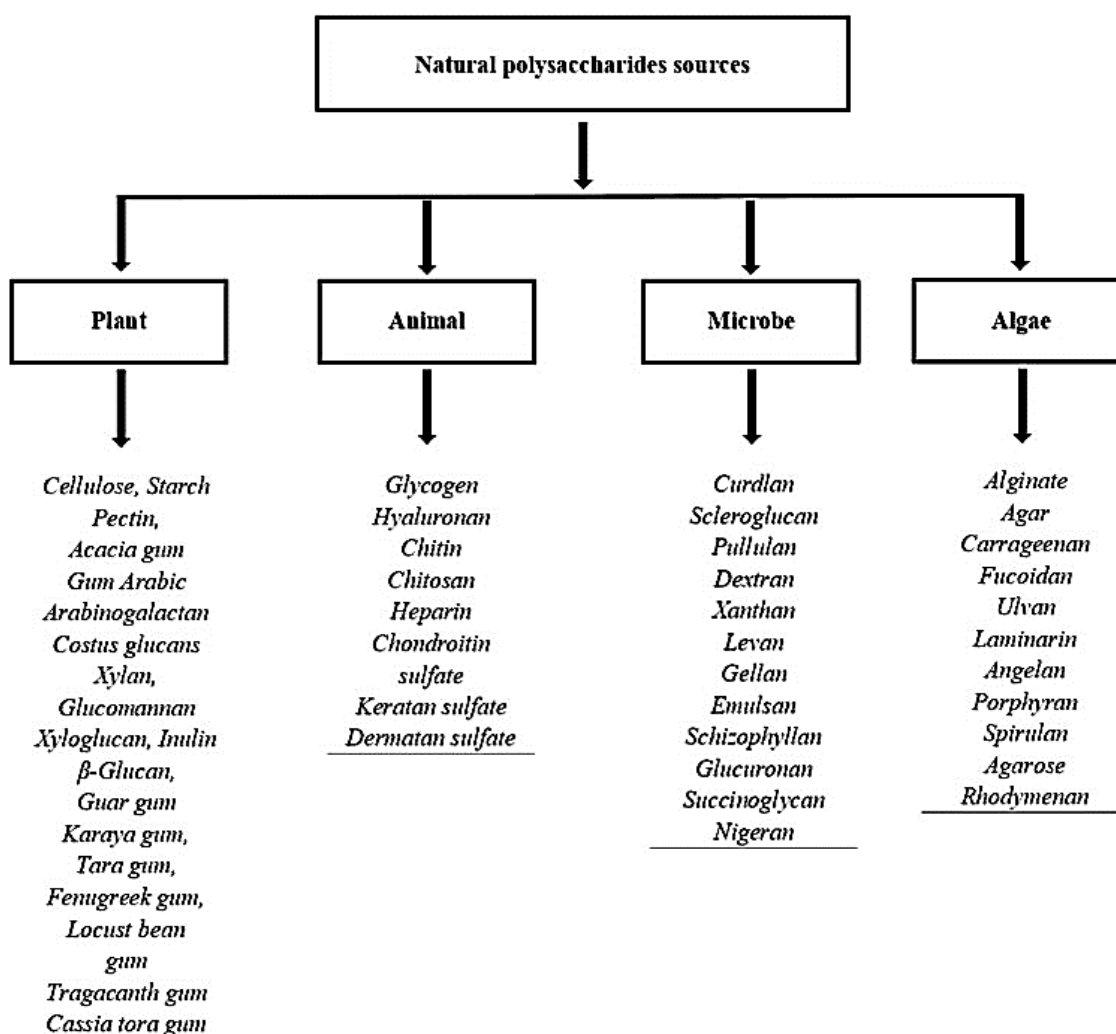 Natural polysaccharides sources
Plant
Animal
Microbe
Algae
Cellulose, Starch
Pectin,
Acacia gum
Gum Arabic
Arabinogalactan
Costus glucans
Xylan,
Glucomannan
Xyloglucan, Inulin
β-Glucan,
Guar gum
Karaya gum,
Tara gum,
Fenugreek gum,
Locust bean
gum
Tragacanth gum
Cassia tora gum
Glycogen
Hyaluronan
Chitin
Chitosan
Heparin
Chondroitin
sulfate
Keratan sulfate
Dermatan sulfate
Curdlan
Scleroglucan
Pullulan
Dextran
Xanthan
Levan
Gellan
Emulsan
Schizophyllan
Glucuronan
Succinoglycan
Nigeran
Alginate
Agar
Carrageenan
Fucoidan
Ulvan
Laminarin
Angelan
Porphyran
Spirulan
Agarose
Rhodymenan